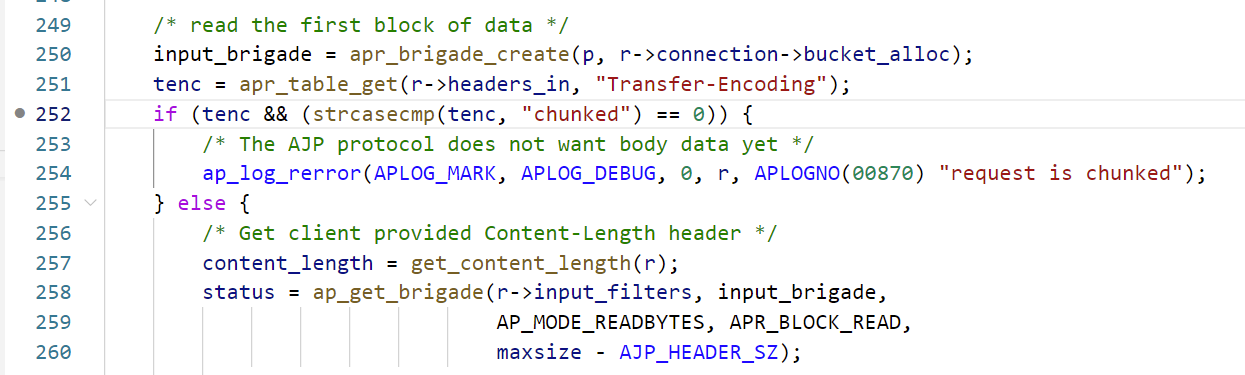 249 /* read the first block of data */
250 input_brigade = apr_brigade_create(p, r->connection->bucket_alloc);
251 tenc = apr_table_get(r->headers_in, "Transfer-Encoding");
252 if (tenc && (strcasecmp(tenc, "chunked") == 0)) {
253 /* The AJP protocol does not want body data yet */
254 ap_log_rerror(APLOG_MARK, APLOG_DEBUG, 0, r, APLOGNO(00870) "request is chunked");
255 } else {
256 /* Get client provided Content-Length header */
257 content_length = get_content_length(r);
258 status = ap_get_brigade(r->input_filters, input_brigade,
259 AP_MODE_READBYTES, APR_BLOCK_READ,
260 maxsize - AJP_HEADER_SZ);